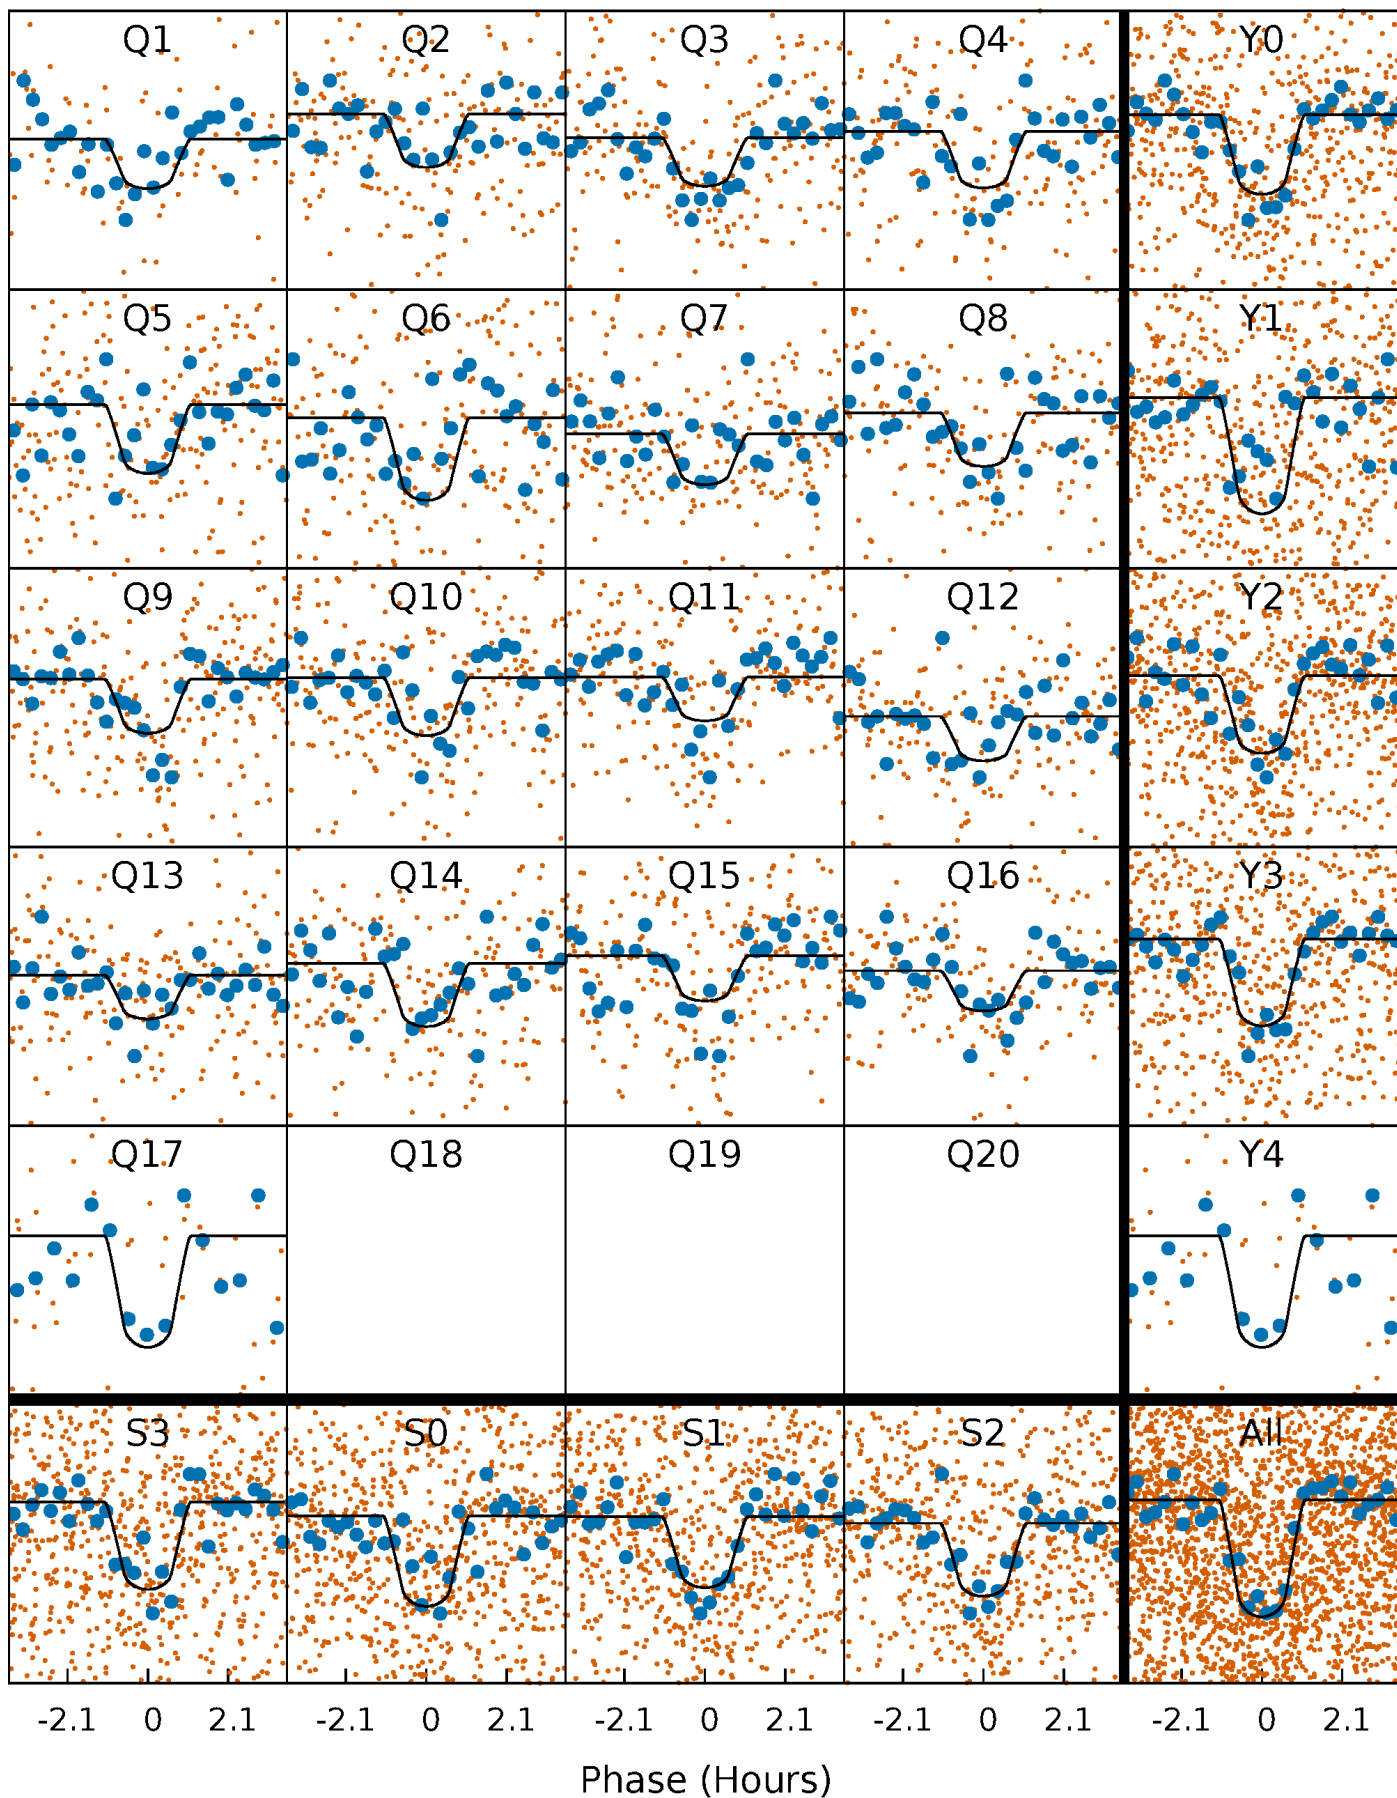 Q1 Q2 Q3 Q4 Y0
Q5 Q6 Q7 Q8 Y1
Q9 Q10 Q11 Q12 Y2
Q13 Q14 Q15 Q16 Y3
Q17 Q18 Q19 Q20 Y4
S3 S0 S1 S2 All
-2.1 0 2.1 -2.1 0 2.1 -2.1 0 2.1 -2.1 0 2.1 -2.1 0 2.1
Phase (Hours)